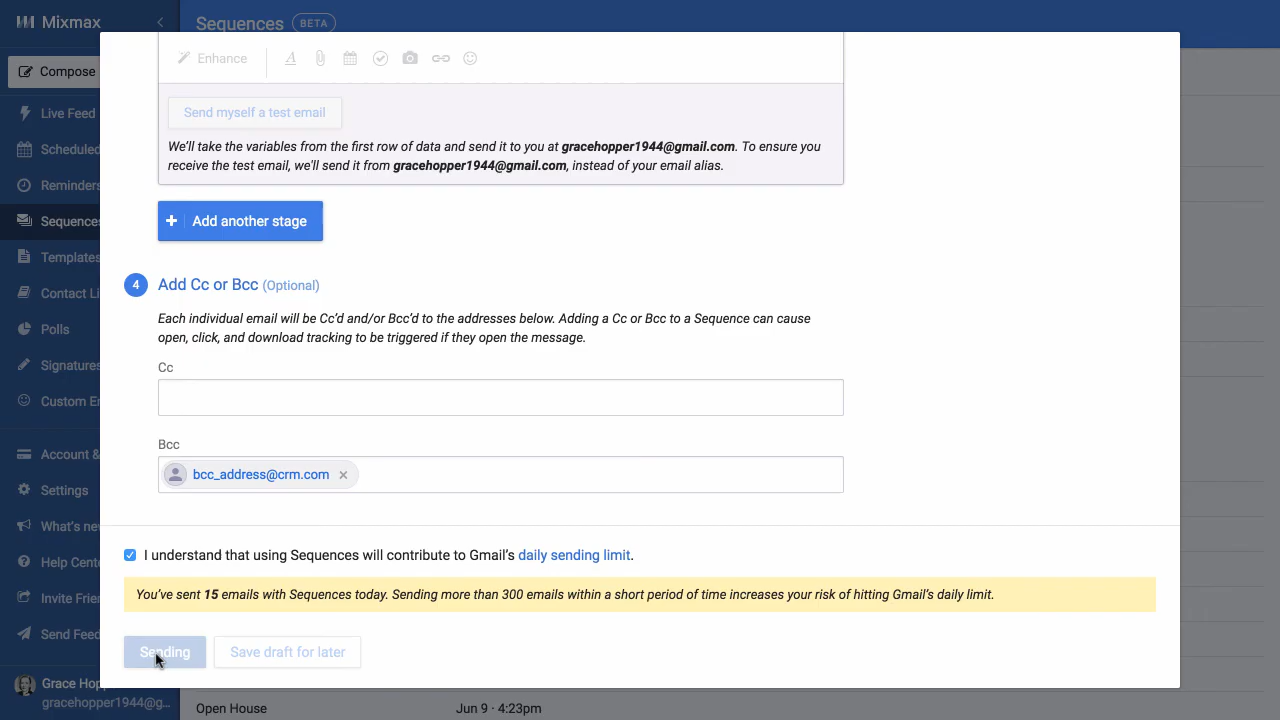 Mixmax
Sequences BETA
Compose
Enhance
Live Feed
Send myself a test email
Scheduled
We'll take the variables from the first row of data and send it to you at gracehopper1944@gmail.com. To ensure you
receive the test email, we'll send it from gracehopper1944@gmail.com, instead of your email alias.
Reminders
Sequences
Add another stage
Templates
4 Add Cc or Bcc (Optional)
Contact Li
Each individual email will be Cc'd and/or Bcc'd to the addresses below. Adding a Cc or Bcc to a Sequence can cause
open, click, and download tracking to be triggered if they open the message.
Polls
Cc
Signatures
Custom Em
Bcc
Account &
bcc_address@crm.com
Settings
What's new
I understand that using Sequences will contribute to Gmail's daily sending limit.
Help Cente
You've sent 15 emails with Sequences today. Sending more than 300 emails within a short period of time increases your risk of hitting Gmail's daily limit.
Invite Frien
Send Feed
Sending
Save draft for later
Grace Hop
gracehopper1944@g...
Open House
Jun 9 · 4:23pm